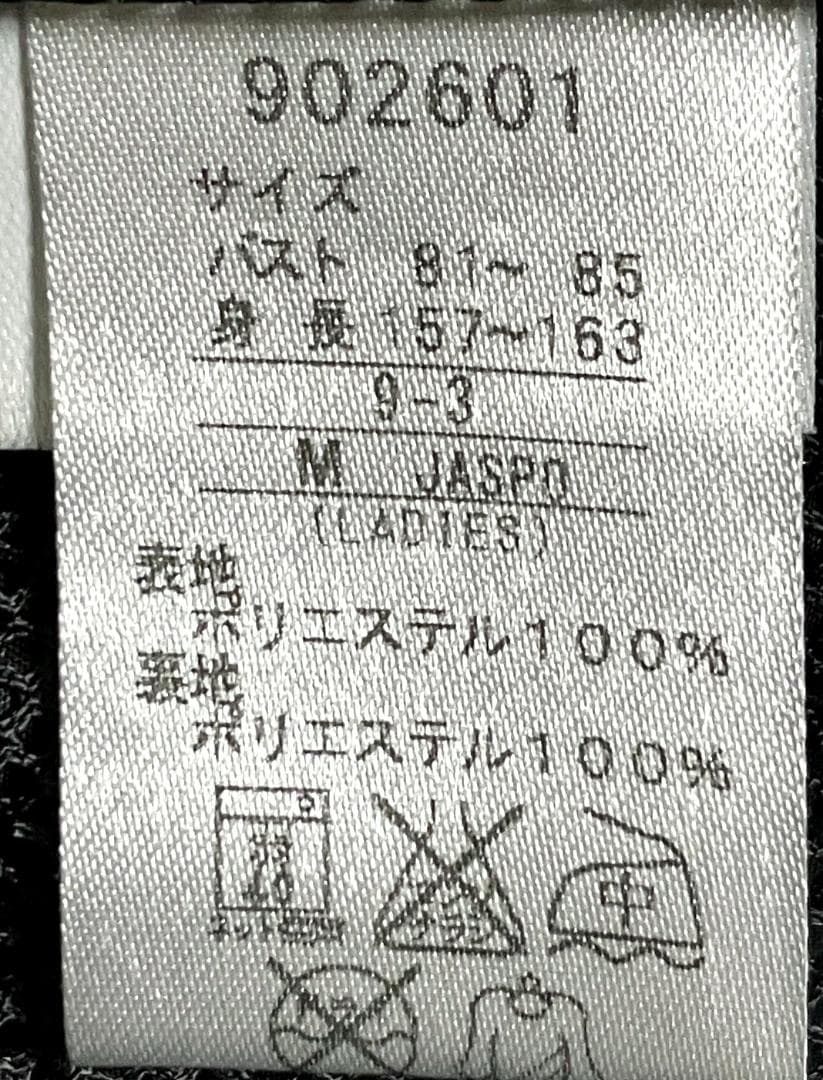 902601
サイズ
バスト 81～ 85
身 長 157～163
9-3
M JASPO
(LADIES)
表地
ポリエステル100%
裏地
ポリエステル100%
中